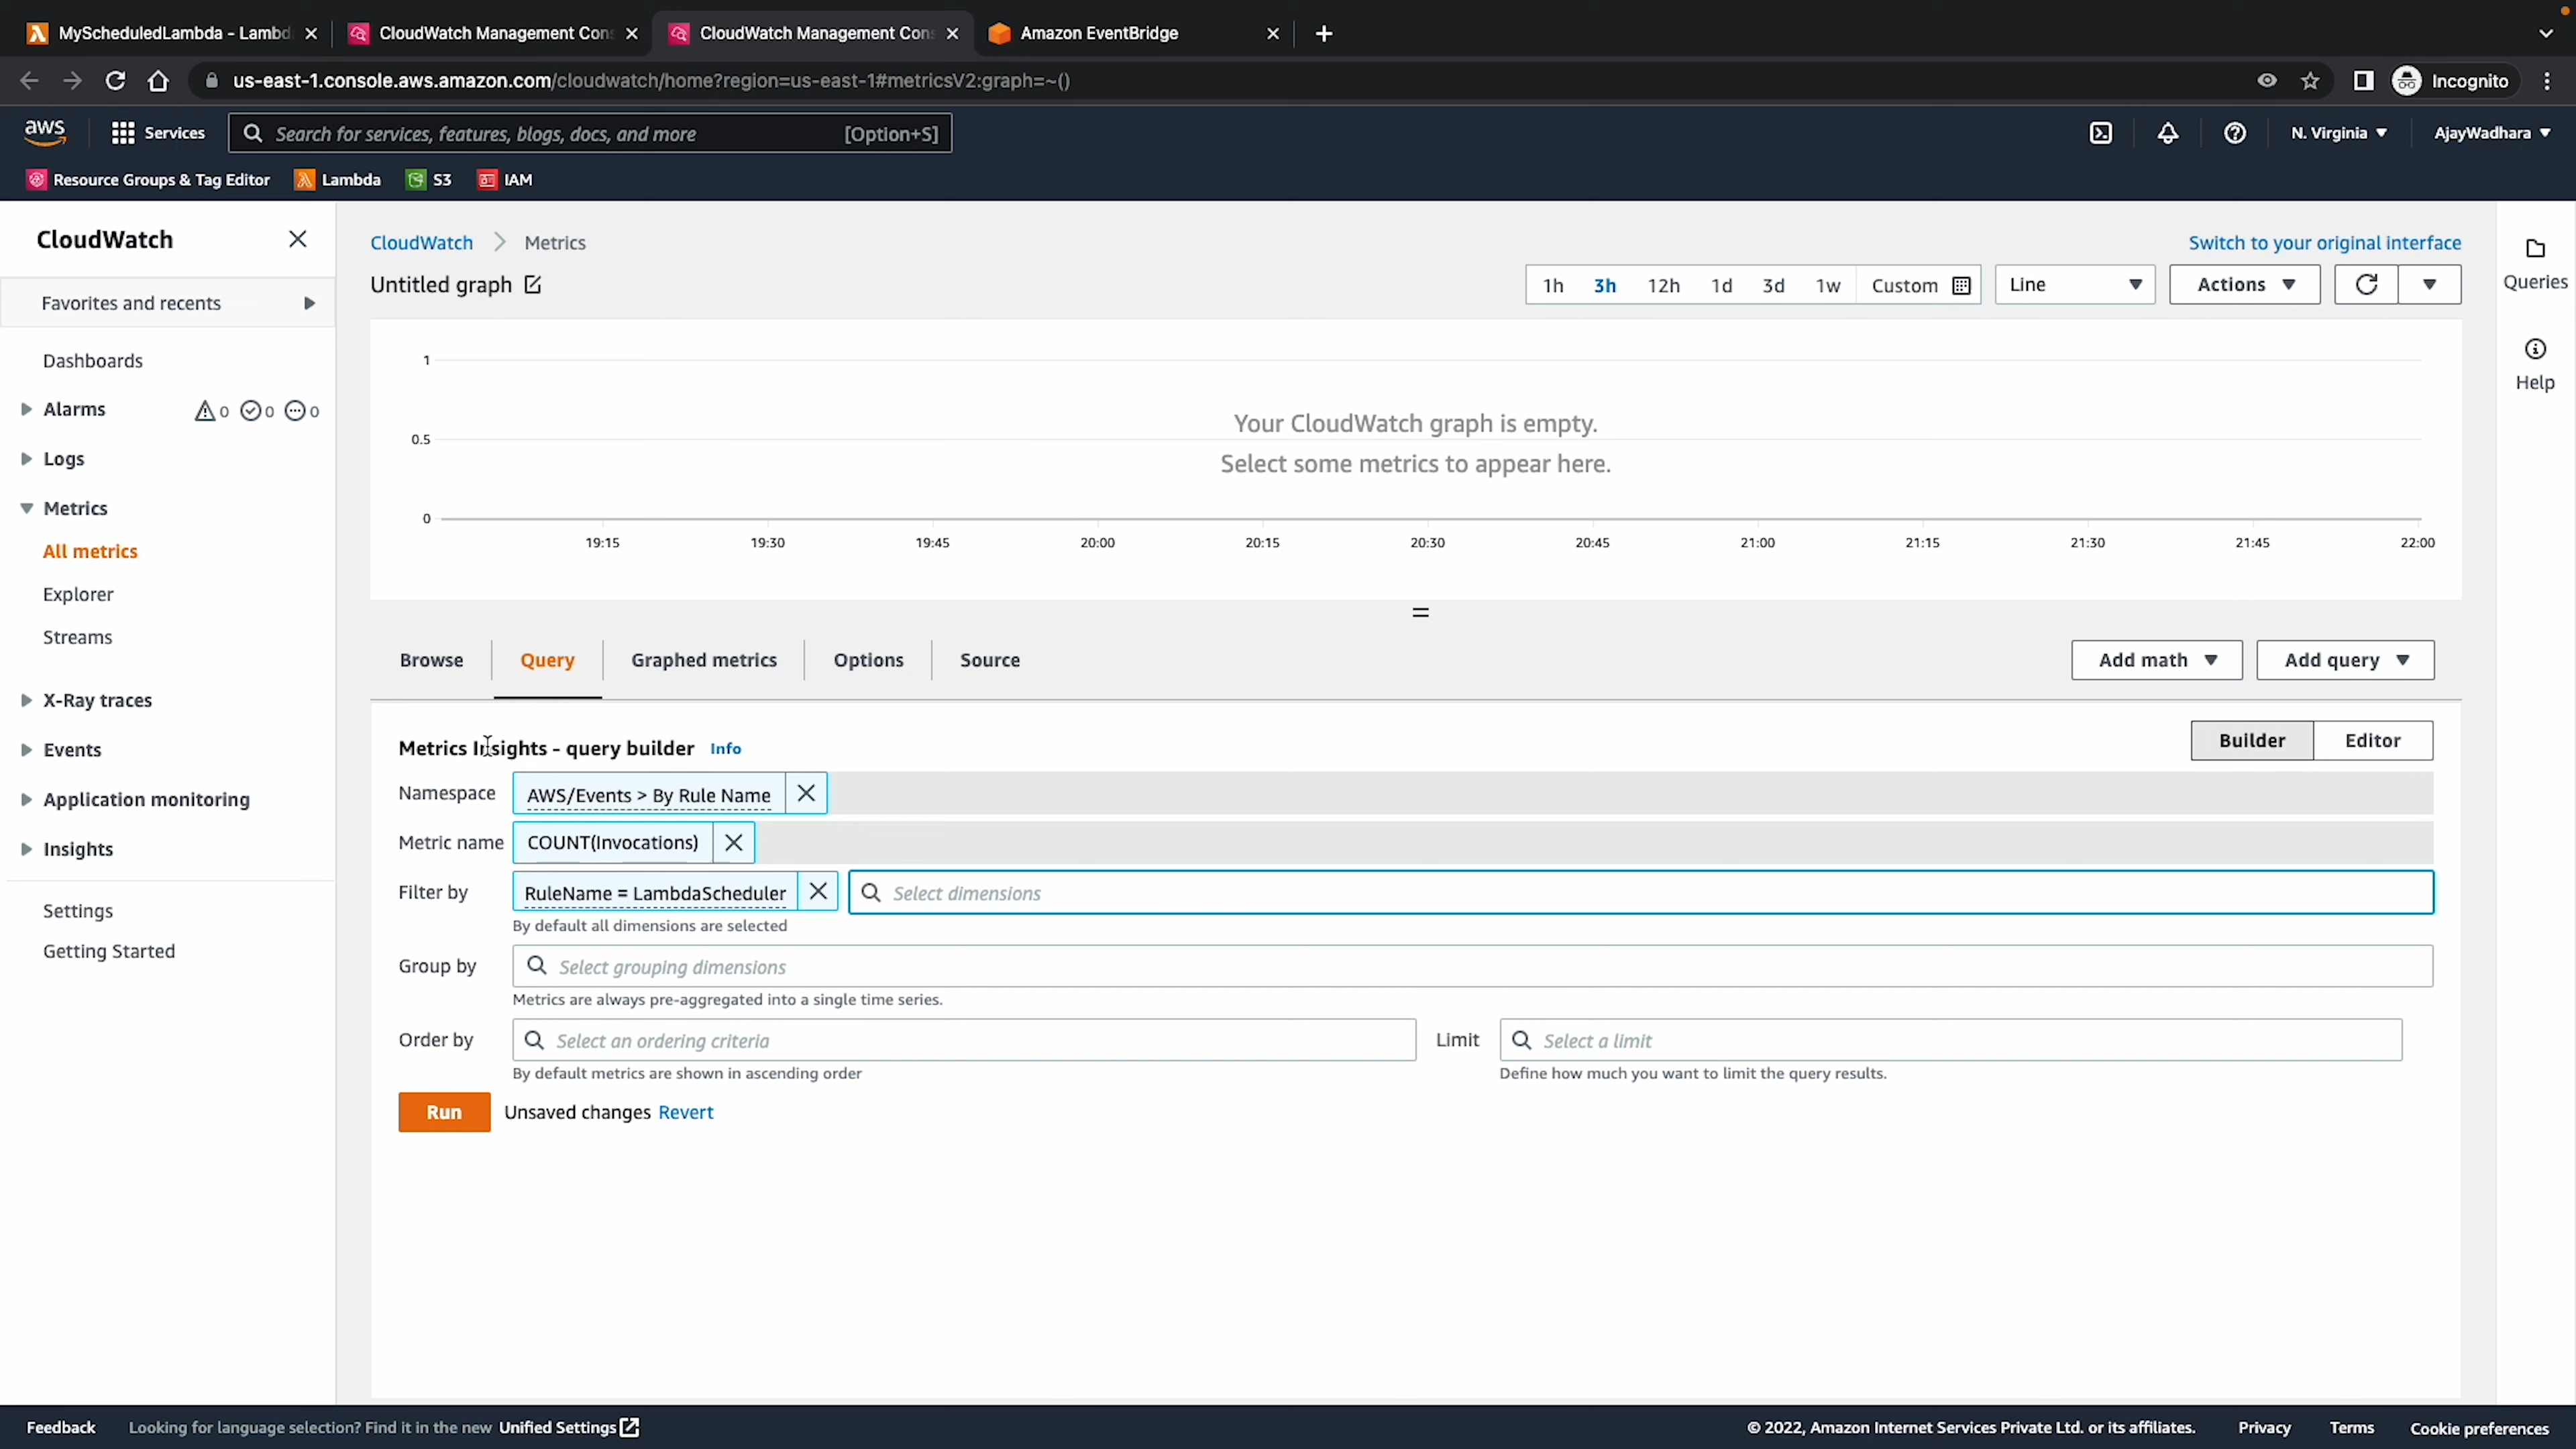 MyScheduledLambda - Lambd
CloudWatch Management Con
CloudWatch Management Con
Amazon EventBridge
us-east-1.console.aws.amazon.com/cloudwatch/home?region=us-east-1#metricsV2:graph=~()
Incognito
aws
Services
Search for services, features, blogs, docs, and more
[Option+S]
N. Virginia
AjayWadhara
Resource Groups & Tag Editor
Lambda
S3
IAM
CloudWatch
Favorites and recents
Dashboards
Alarms
0
0
0
Logs
Metrics
All metrics
Explorer
Streams
X-Ray traces
Events
Application monitoring
Insights
Settings
Getting Started
CloudWatch
Metrics
Switch to your original interface
Untitled graph
1h
3h
12h
1d
3d
1w
Custom
Line
Actions
Queries
Help
1
0.5
0
Your CloudWatch graph is empty.
Select some metrics to appear here.
19:15
19:30
19:45
20:00
20:15
20:30
20:45
21:00
21:15
21:30
21:45
22:00
Browse
Query
Graphed metrics
Options
Source
Add math
Add query
Metrics Insights - query builder
Info
Builder
Editor
Namespace
AWS/Events > By Rule Name
Metric name
COUNT(Invocations)
Filter by
RuleName = LambdaScheduler
Select dimensions
By default all dimensions are selected
Group by
Select grouping dimensions
Metrics are always pre-aggregated into a single time series.
Order by
Select an ordering criteria
Limit
Select a limit
By default metrics are shown in ascending order
Define how much you want to limit the query results.
Run
Unsaved changes
Revert
Feedback
Looking for language selection? Find it in the new Unified Settings
© 2022, Amazon Internet Services Private Ltd. or its affiliates.
Privacy
Terms
Cookie preferences